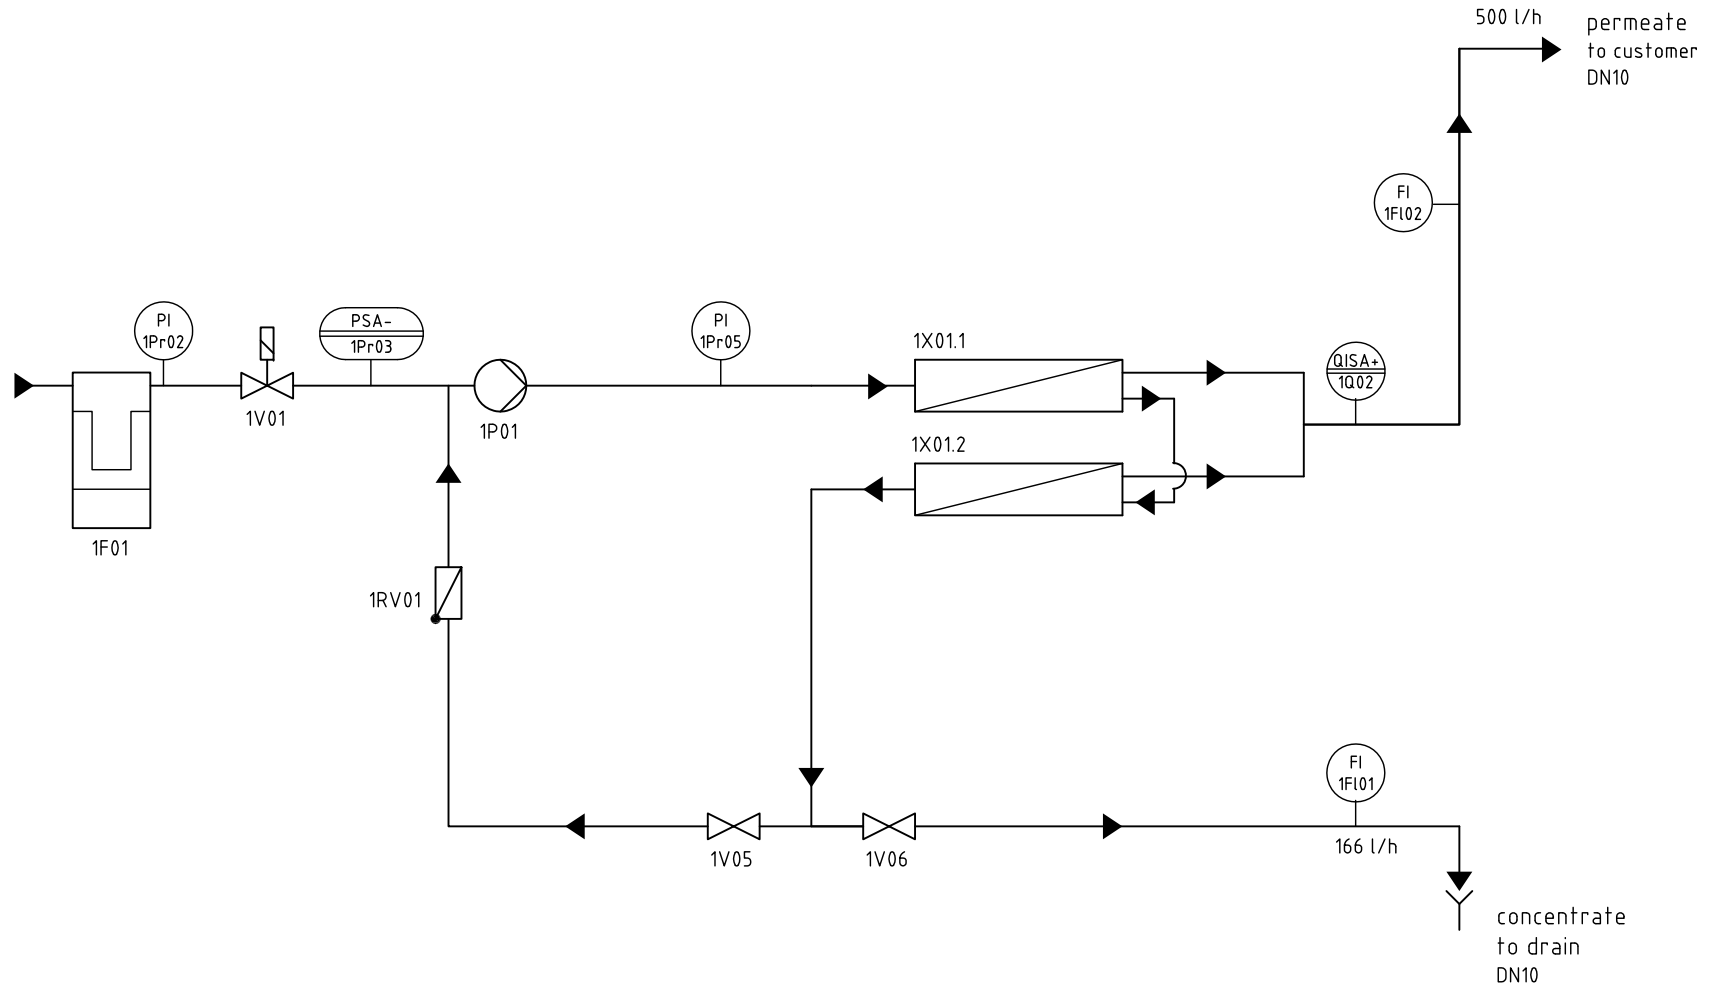 500 l/h
permeate
to customer
DN10
FI
1Fl02
PI
1Pr02
PSA-
1Pr03
PI
1Pr05
1X01.1
QISA+
1Q02
1V01
1P01
1X01.2
1F01
1RV01
FI
1Fl01
166 l/h
1V05
1V06
concentrate
to drain
DN10